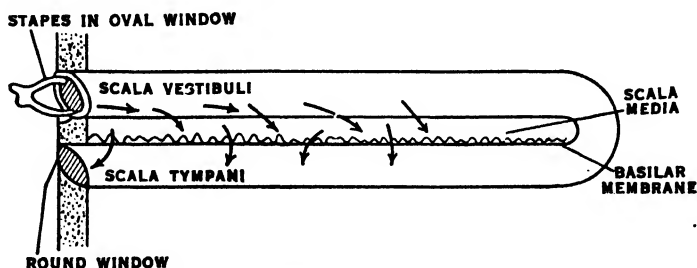 STAPES IN OVAL WINDOW
SCALA VESTIBULI
SCALA
MEDIA
SCALA TYMPANI
BASILAR
MEMBRANE
ROUND WINDOW